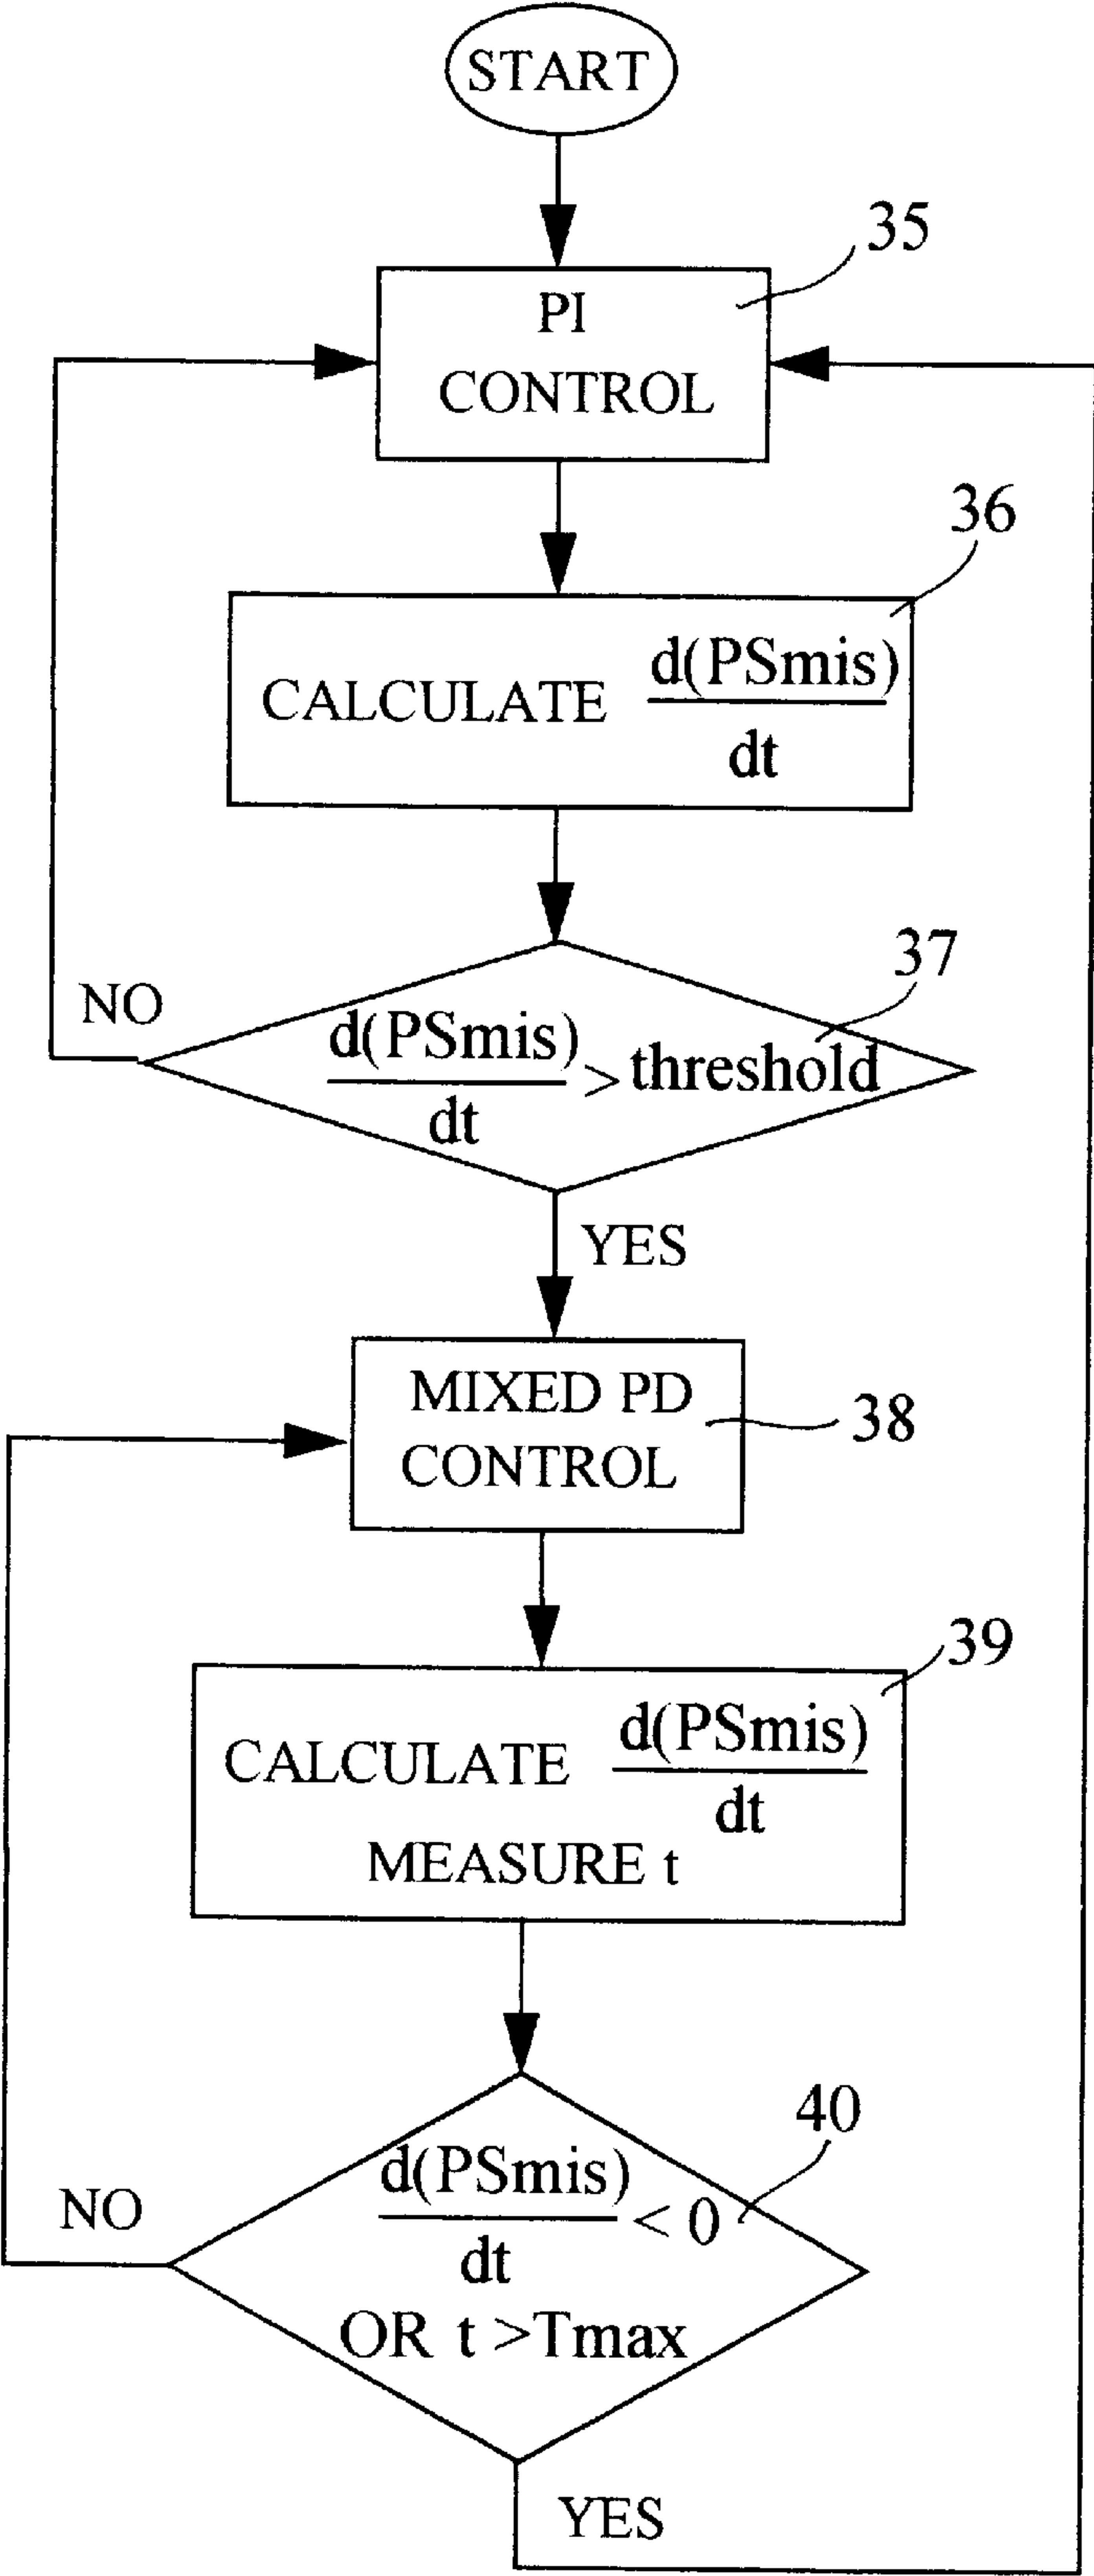 START
35
PI
CONTROL
36
CALCULATE d(PSmis)
dt
37
NO
d(PSmis)
dt
> threshold
YES
MIXED PD
CONTROL
38
39
CALCULATE d(PSmis)
dt
MEASURE t
40
NO
d(PSmis)
dt
< 0
OR t >Tmax
YES